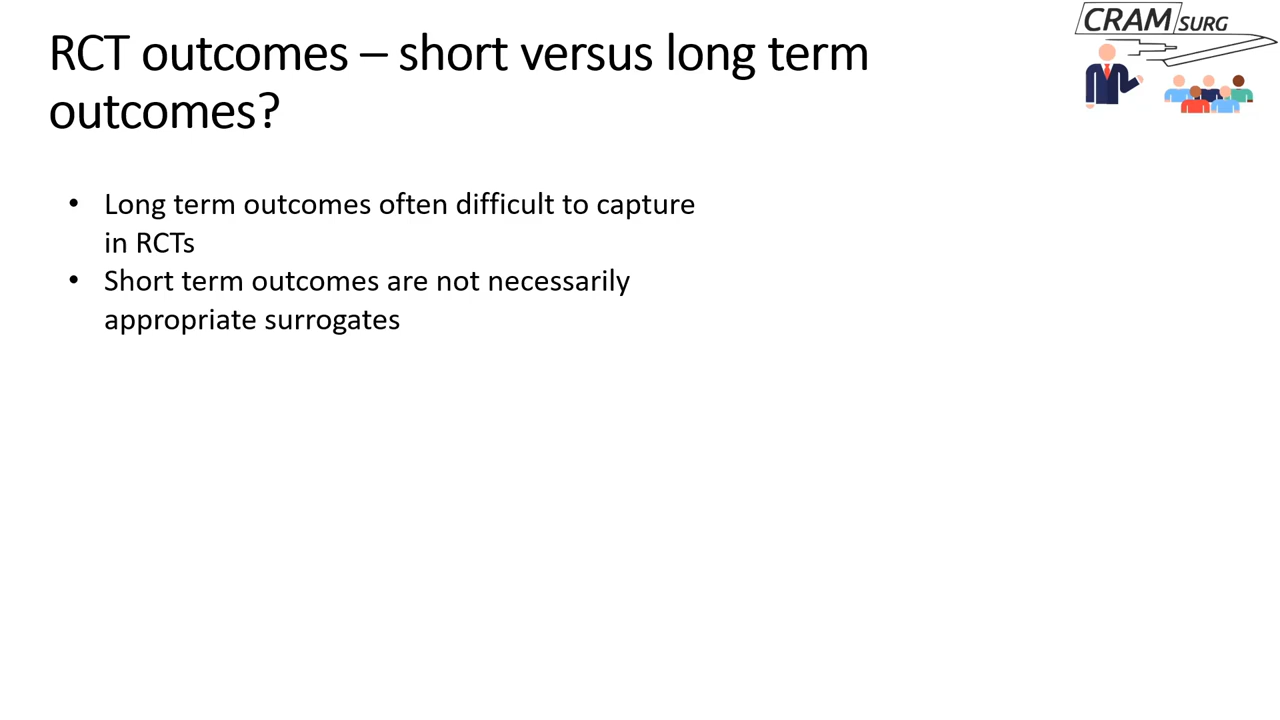 CRAM SURG
RCT outcomes – short versus long term
outcomes?
• Long term outcomes often difficult to capture
in RCTs
• Short term outcomes are not necessarily
appropriate surrogates